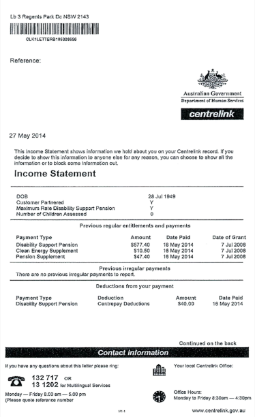 Lb 3 Regents Park Dc NSW 2143
Reference:
Australian Government
Department of Human Services
centrelink
27 May 2014
This Income Statement shows information we hold about you on your Centrelink record. If you
decide to show this information to anyone else for any reason, you can choose to show all the
information or to block some information out.
Income Statement
DOB 28 Jul 1949
Customer Partnered Y
Maximum Rate Disability Support Pension Y
Number of Children Assessed 0
Previous regular entitlements and payments
Payment Type Amount Date Paid Date of Grant
Disability Support Pension $577.40 16 May 2014 7 Jul 2009
Clean Energy Supplement $10.50 16 May 2014 7 Jul 2009
Pension Supplement $47.40 16 May 2014 7 Jul 2009
Previous irregular payments
There are no previous irregular payments to report.
Deductions from your payment
Payment Type Deduction Amount Date Paid
Disability Support Pension Centrepay Deductions $40.00 16 May 2014
Continued on the back
Contact information
If you have any questions about this letter please ring:
132 717 OR
13 1202 for Multilingual Services
Monday — Friday 8.00 am — 5.00 pm
(Please quote reference number
Your local Centrelink Office:
Office Hours:
Monday to Friday 8:30am — 4:30pm
www.centrelink.gov.au